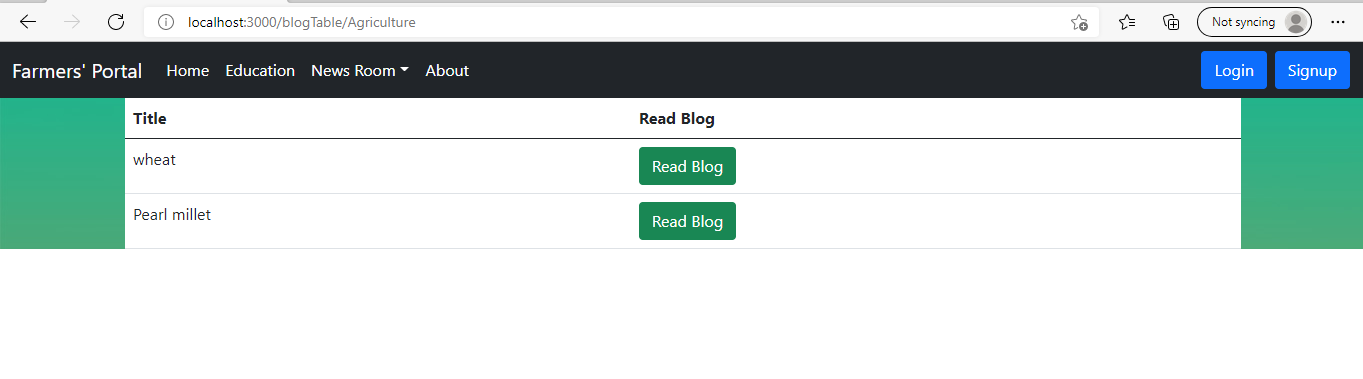 localhost:3000/blogTable/Agriculture Not syncing
Farmers' Portal Home Education News Room About Login Signup
Title Read Blog
wheat Read Blog
Pearl millet Read Blog